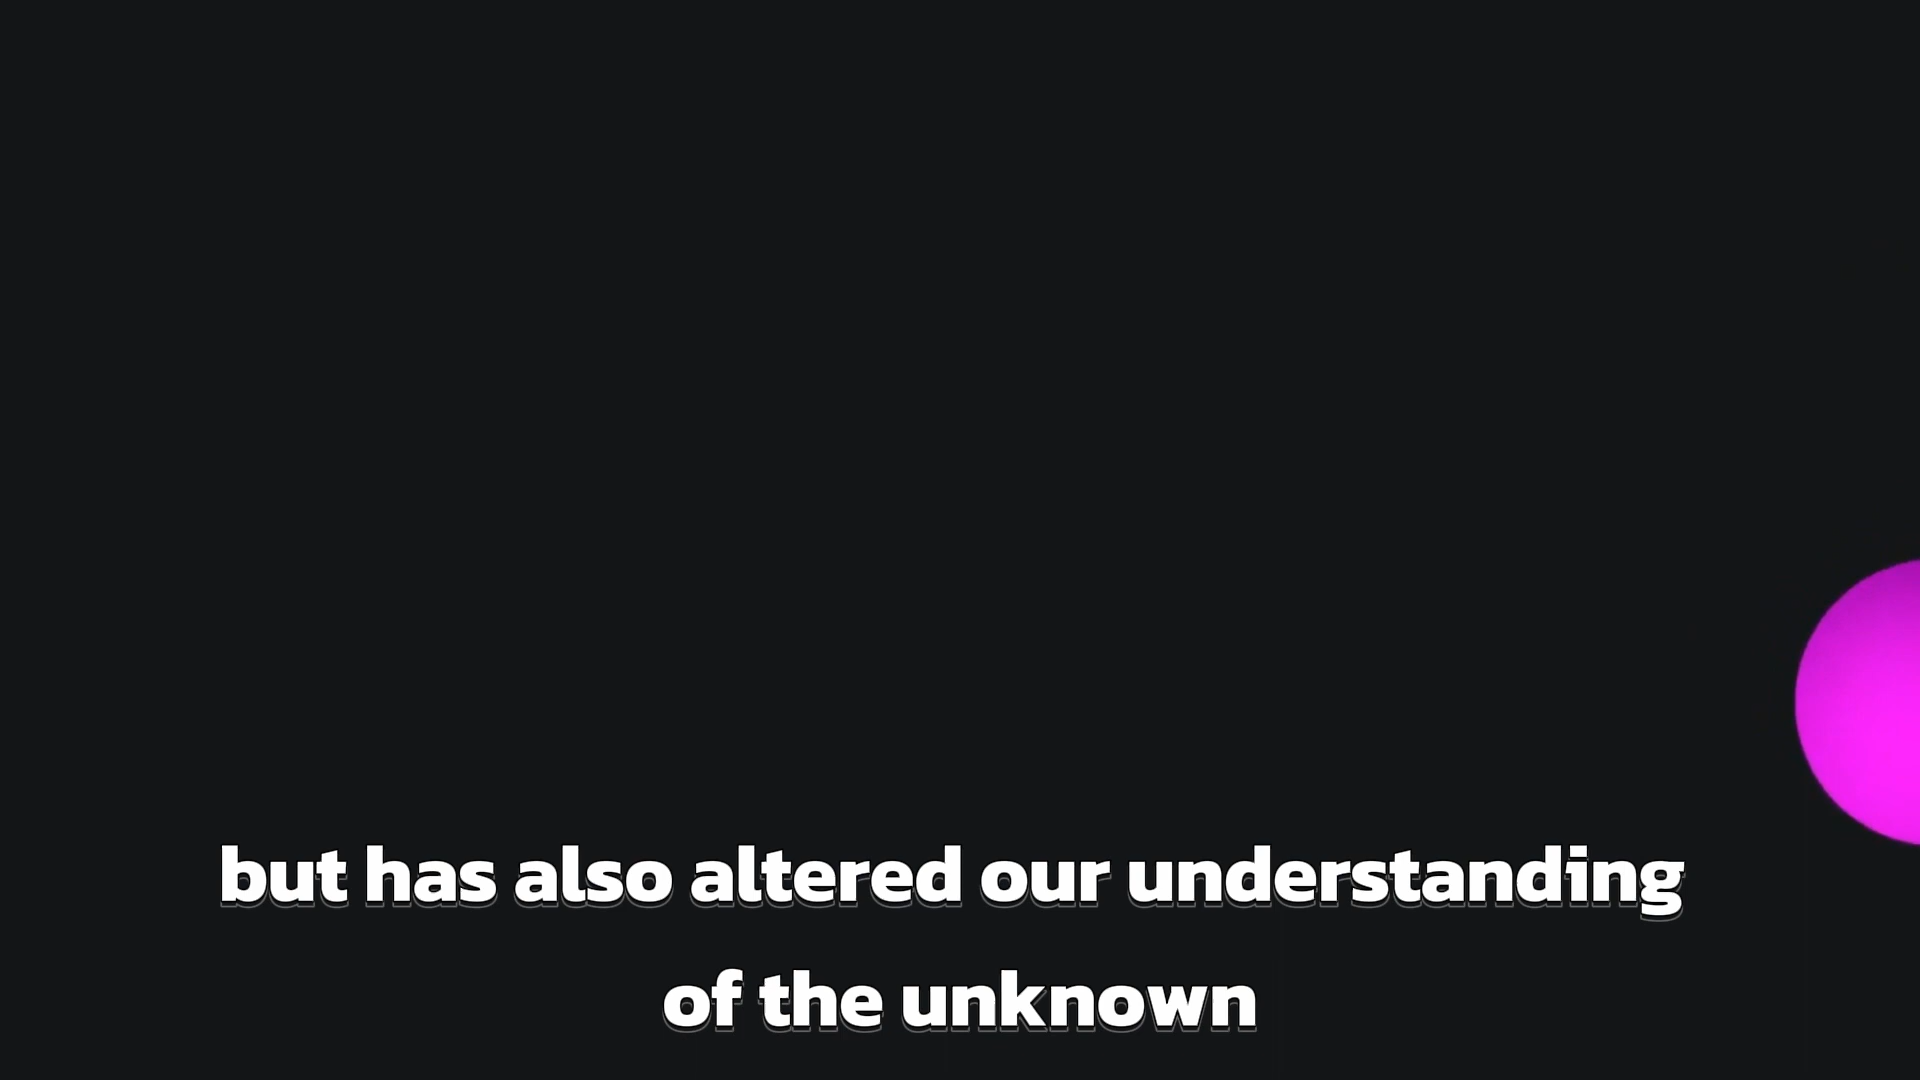 but has also altered our understanding
of the unknown